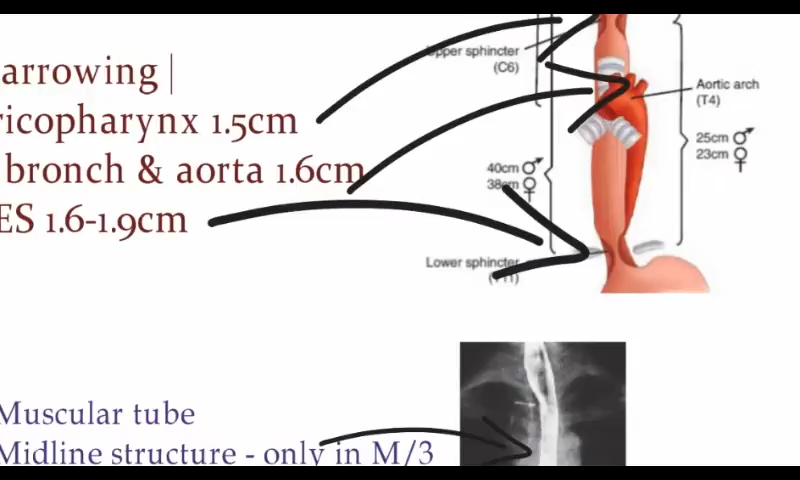 arrowing
ricopharynx 1.5cm
bronch & aorta 1.6cm
ES 1.6-1.9cm
Upper sphincter
(C6)
Aortic arch
(T4)
25cm ♂
23cm ♀
40cm ♂
38cm ♀
Lower sphincter
Muscular tube
Midline structure - only in M/3